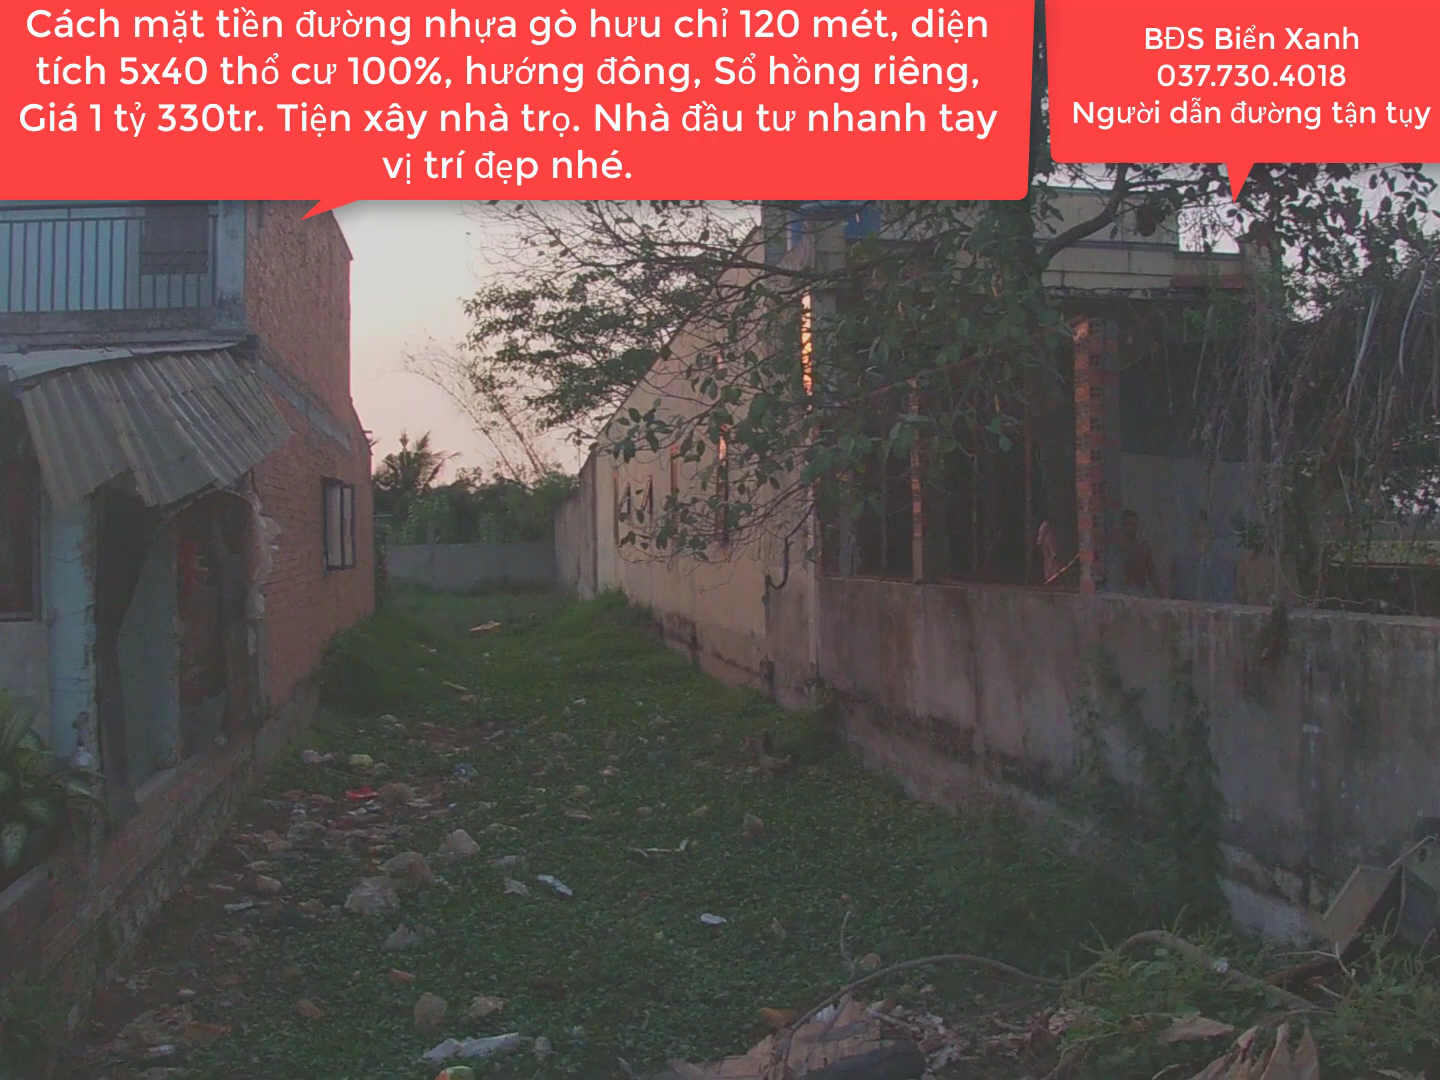 Cách mặt tiền đường nhựa gò hưu chỉ 120 mét, diện
tích 5x40 thổ cư 100%, hướng đông, Sổ hồng riêng,
Giá 1 tỷ 330tr. Tiện xây nhà trọ. Nhà đầu tư nhanh tay
vị trí đẹp nhé.
BĐS Biển Xanh
037.730.4018
Người dẫn đường tận tụy